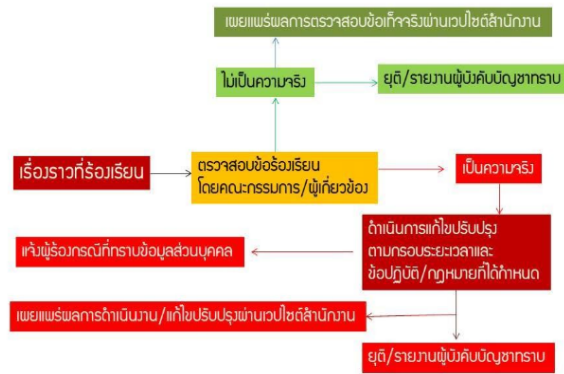 เผยแพร่ผลการตรวจสอบข้อเท็จจริงผ่านเวปไซต์สำนักงาน
ไม่เป็นความจริง
ยุติ/รายงานผู้บังคับบัญชาทราบ
เรื่องราวที่ร้องเรียน
ตรวจสอบข้อร้องเรียน
โดยคณะกรรมการ/ผู้เกี่ยวข้อง
เป็นความจริง
ดำเนินการแก้ไขปรับปรุง
ตามกรอบระยะเวลาและ
ข้อปฏิบัติ/กฎหมายที่ได้กำหนด
แจ้งผู้ร้องกรณีที่ทราบข้อมูลส่วนบุคคล
เผยแพร่ผลการดำเนินงาน/แก้ไขปรับปรุงผ่านเวปไซต์สำนักงาน
ยุติ/รายงานผู้บังคับบัญชาทราบ